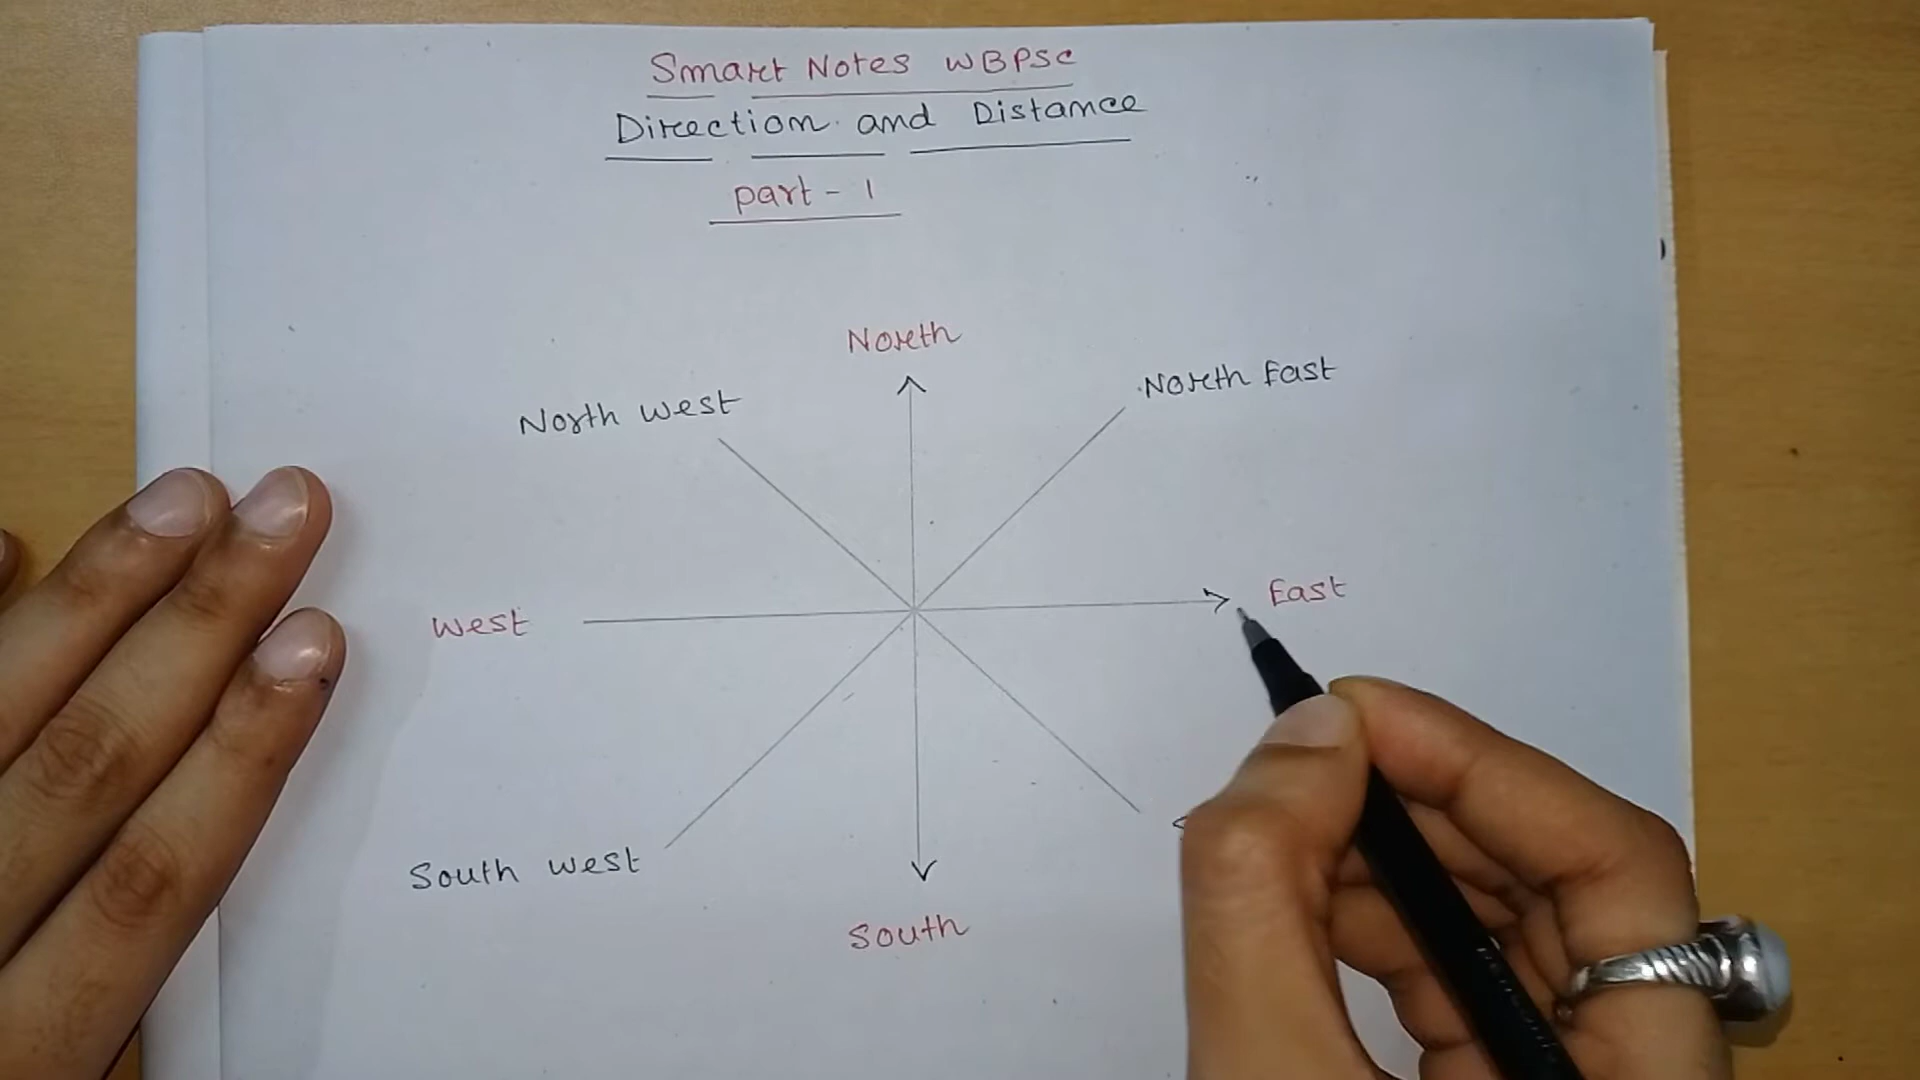 Smart Notes WBPSC
Direction and Distance
Part - 1
North
North East
North West
East
West
South West
South